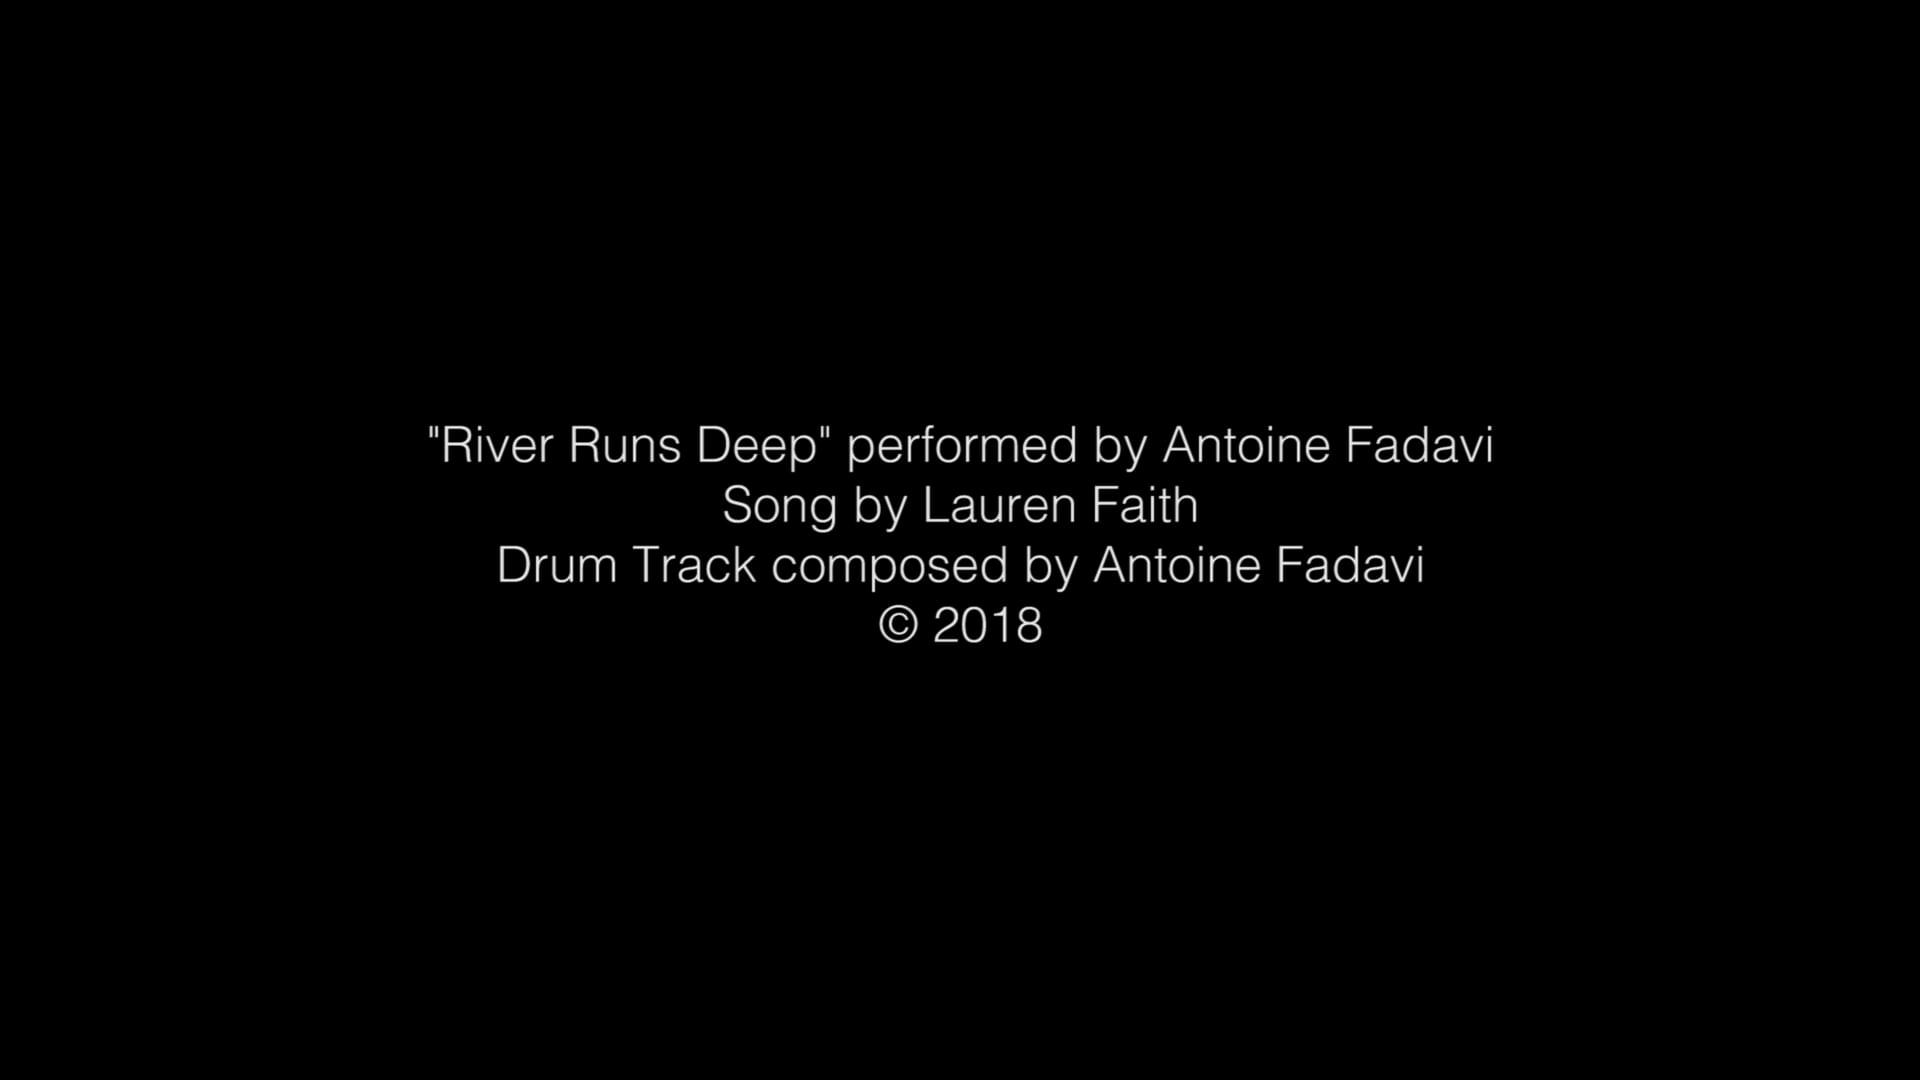 "River Runs Deep" performed by Antoine Fadavi
Song by Lauren Faith
Drum Track composed by Antoine Fadavi
© 2018